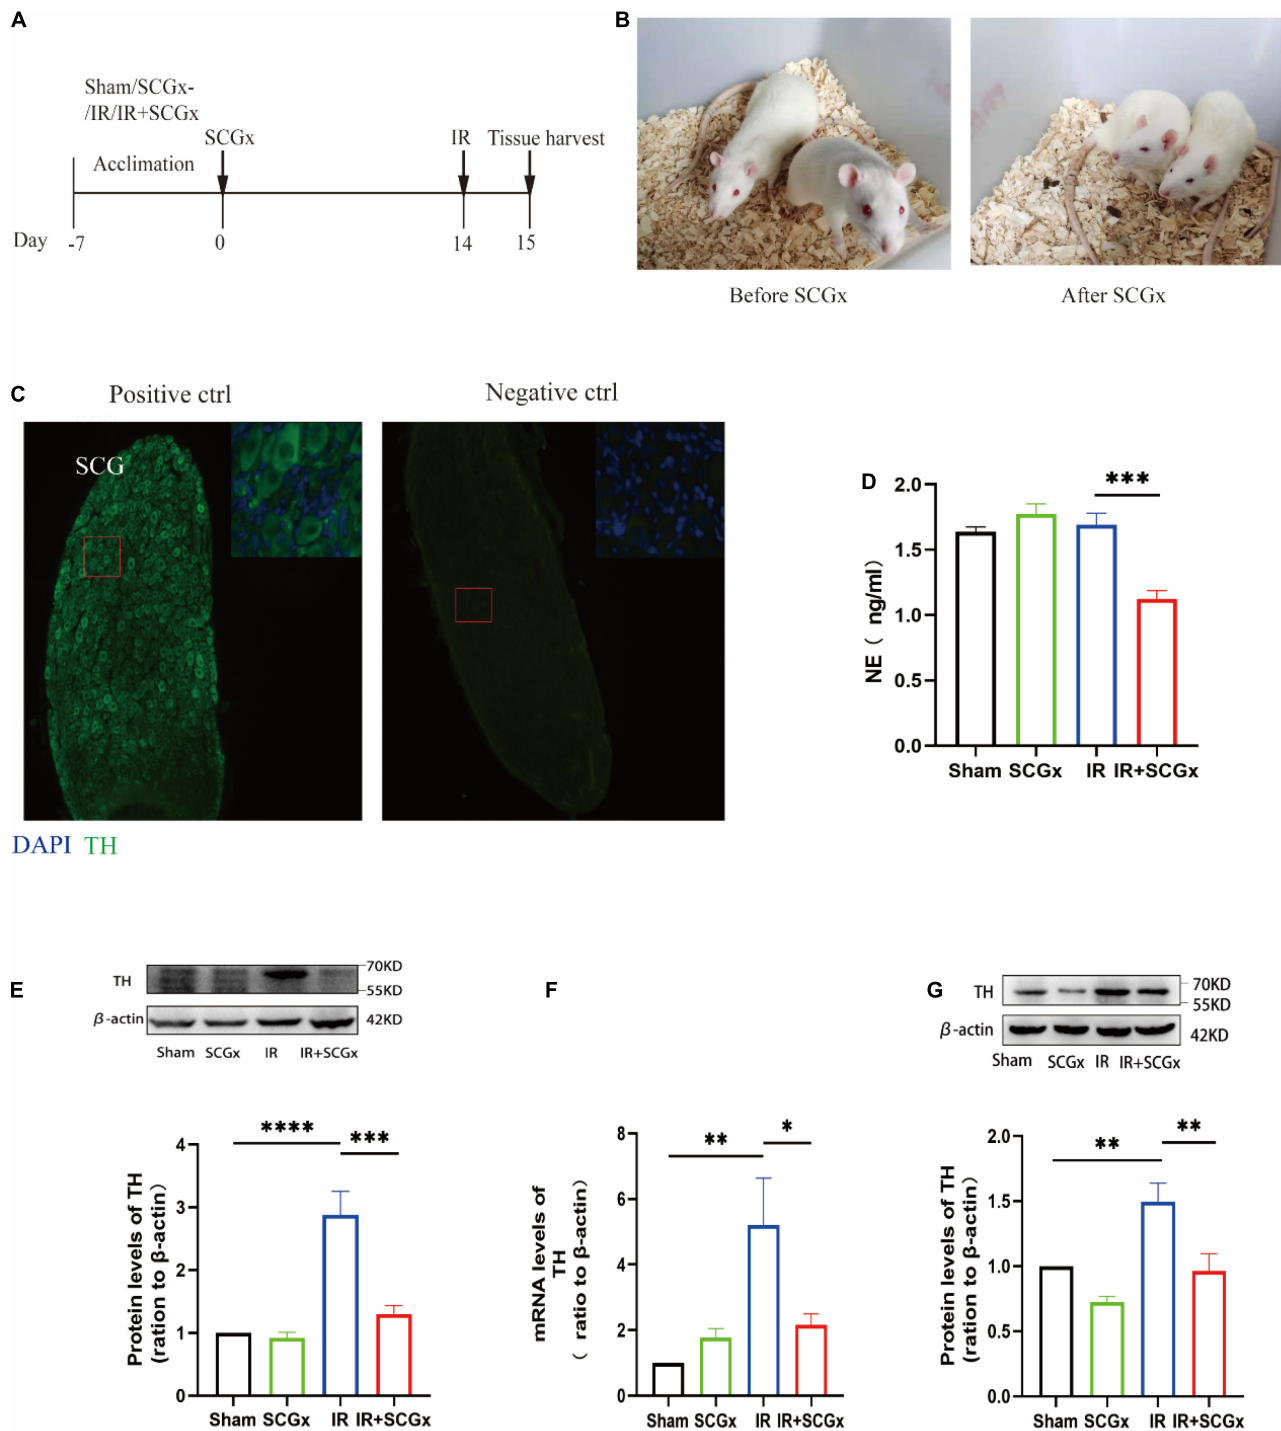 A
Sham/SCGx-
/IR/IR+SCGx
SCGx
IR
Tissue harvest
Acclimation
Day
-7
0
14
15
B
Before SCGx
After SCGx
C
Positive ctrl
Negative ctrl
SCG
DAPI TH
D
NE( ng/ml)
2.0
1.5
1.0
0.5
0.0
***
Sham SCGx IR IR+SCGx
E
TH
70KD
55KD
β-actin
42KD
Sham SCGx IR IR+SCGx
Protein levels of TH
(ration to β-actin)
4
3
2
1
0
****
***
Sham SCGx IR IR+SCGx
F
mRNA levels of
TH
( ratio to β-actin)
8
6
4
2
0
**
*
Sham SCGx IR IR+SCGx
G
TH
70KD
55KD
β-actin
42KD
Sham SCGx IR IR+SCGx
Protein levels of TH
(ration to β-actin)
2.0
1.5
1.0
0.5
0.0
**
**
Sham SCGx IR IR+SCGx